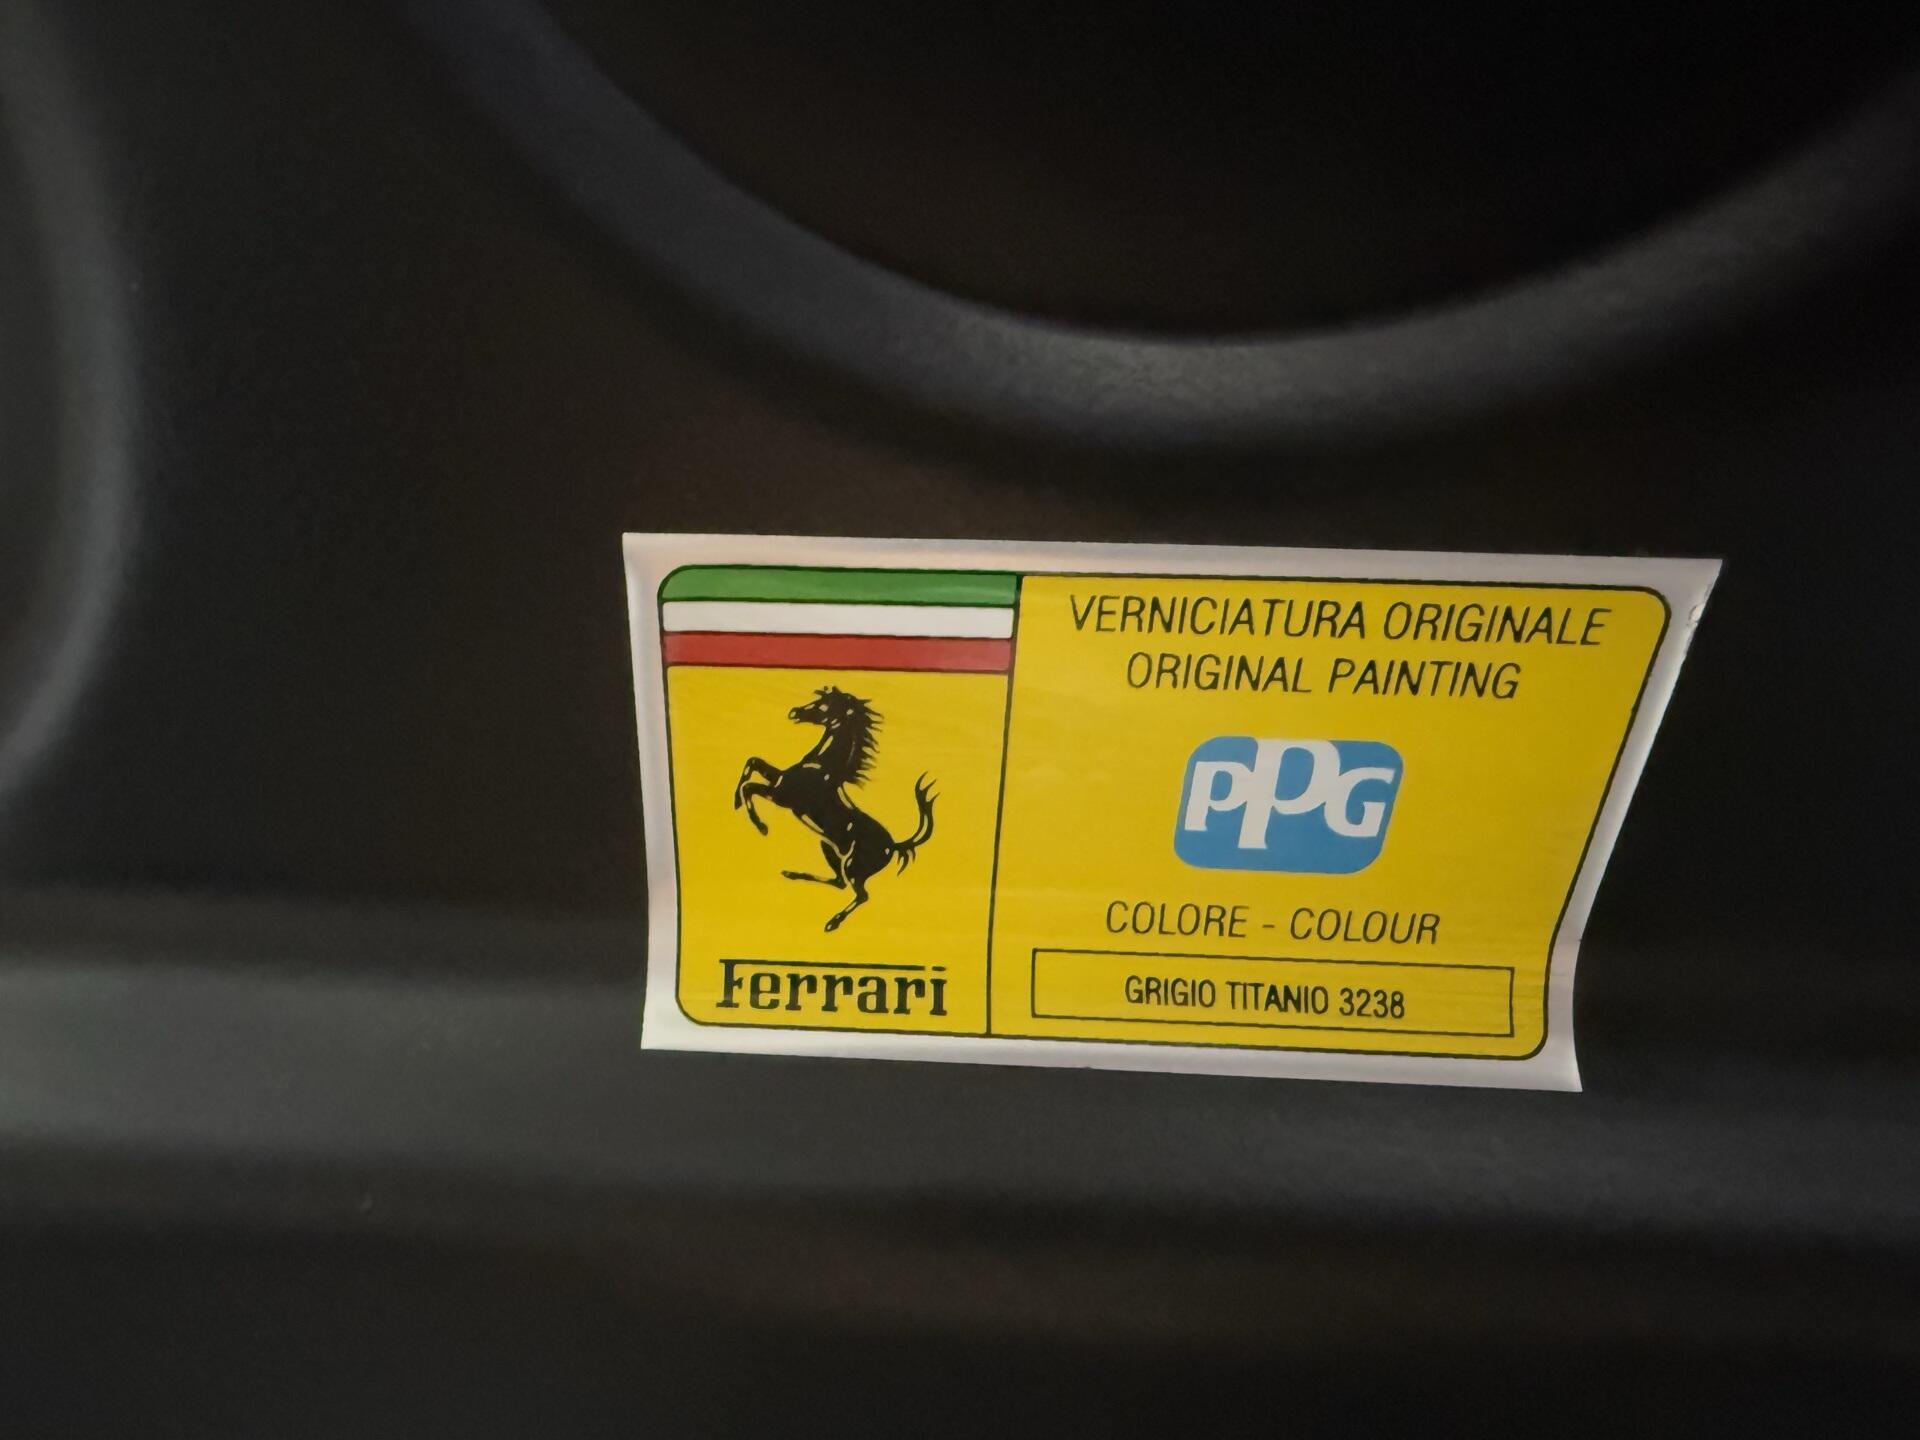 VERNICIATURA ORIGINALE
ORIGINAL PAINTING
PPG
COLORE - COLOUR
GRIGIO TITANIO 3238
Ferrari